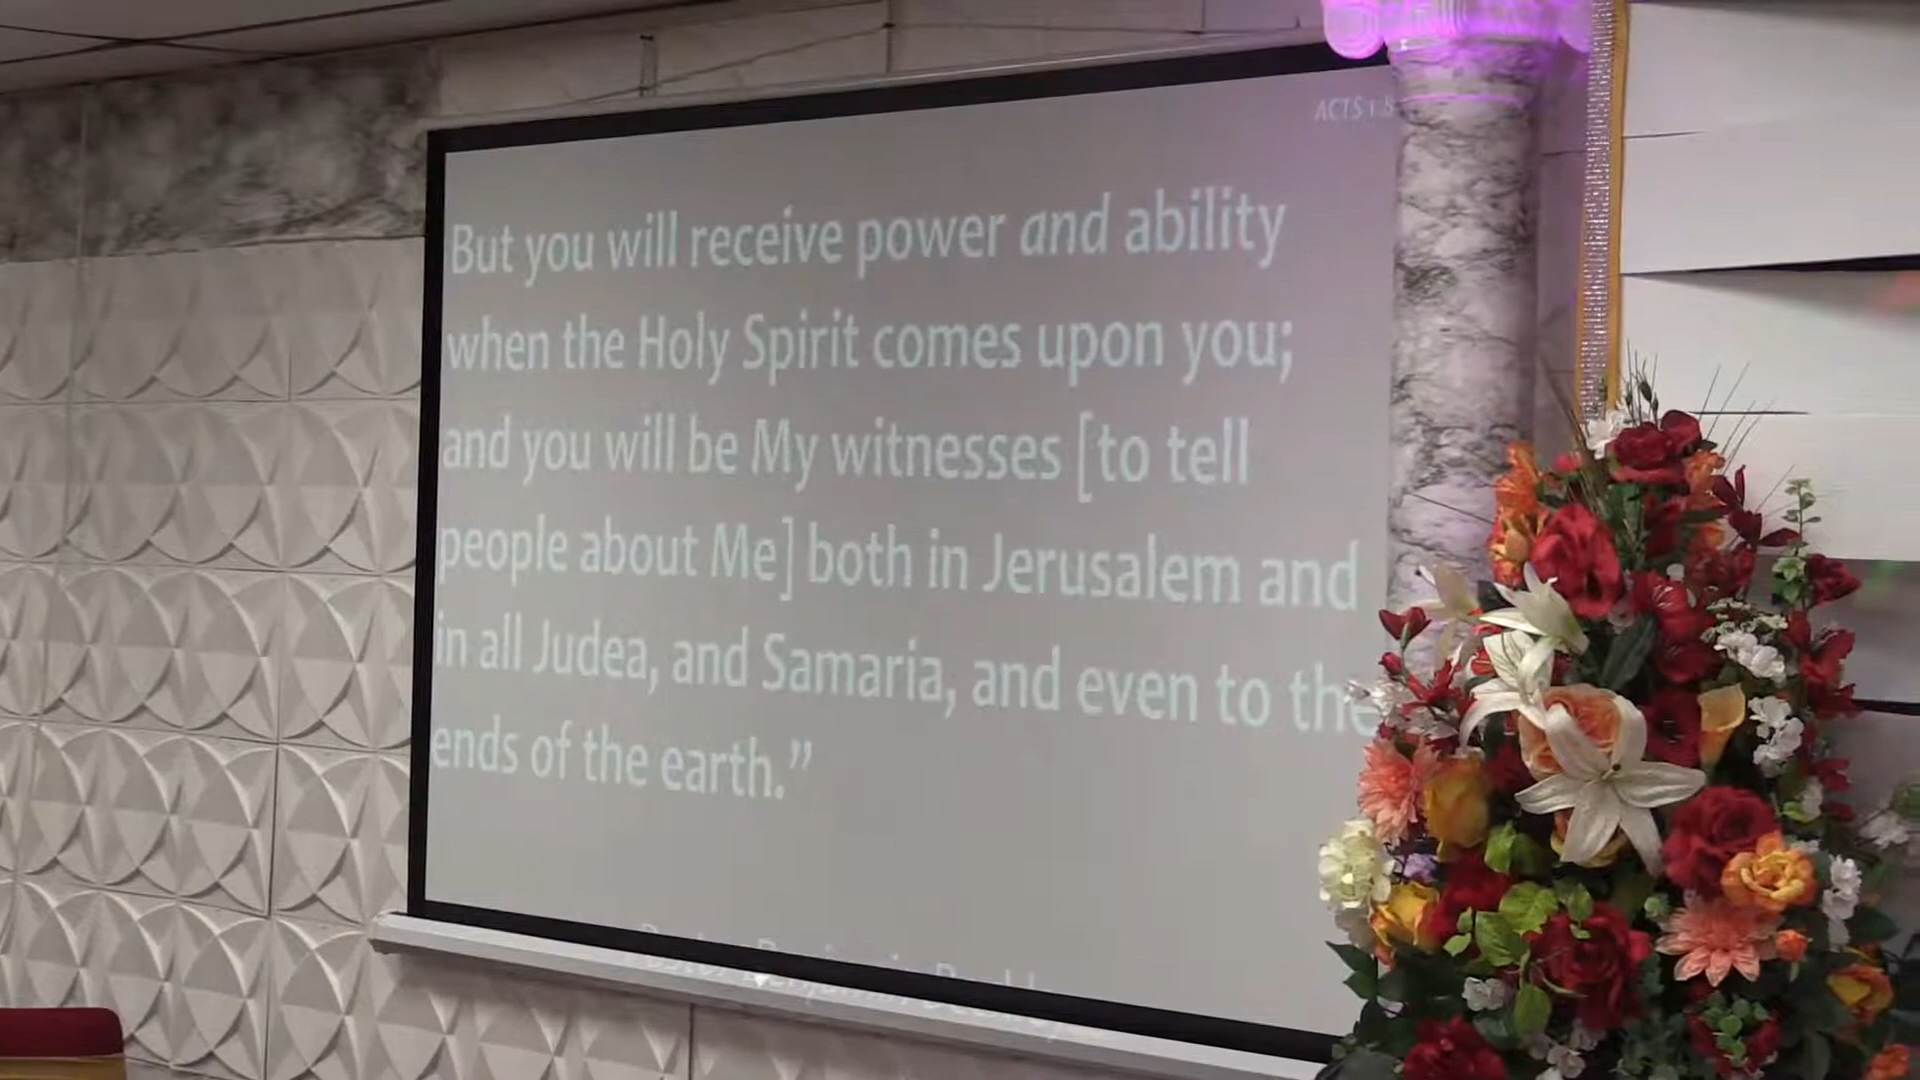 ACTS 1:8
But you will receive power and ability
when the Holy Spirit comes upon you;
and you will be My witnesses [to tell
people about Me] both in Jerusalem and
in all Judea, and Samaria, and even to the
ends of the earth.”
Pastor Benjamin